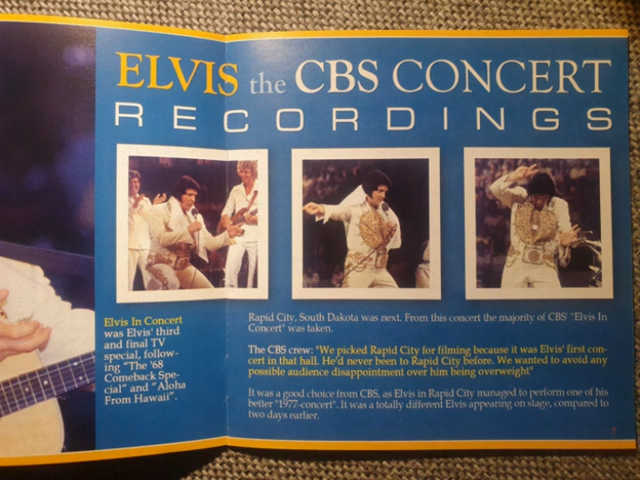 ELVIS the CBS CONCERT
RECORDINGS
Elvis In Concert
was Elvis' third
and final TV
special, follow-
ing "The '68
Comeback Spe-
cial" and "Aloha
From Hawaii".
Rapid City, South Dakota was next. From this concert the majority of CBS' "Elvis In
Concert" was taken.
The CBS crew: "We picked Rapid City for filming because it was Elvis' first con-
cert in that hall. He'd never been to Rapid City before. We wanted to avoid any
possible audience disappointment over him being overweight"
It was a good choice from CBS, as Elvis in Rapid City managed to perform one of his
better "1977-concert". It was a totally different Elvis appearing on stage, compared to
two days earlier.